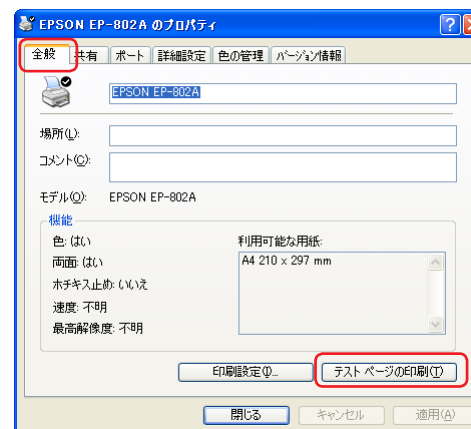 EPSON EP-802A のプロパティ
全般 共有 ポート 詳細設定 色の管理 バージョン情報
EPSON EP-802A
場所(L):
コメント(C):
モデル(O): EPSON EP-802A
機能
色: はい
両面: はい
ホチキス止め: いいえ
速度: 不明
最高解像度: 不明
利用可能な用紙:
A4 210 x 297 mm
印刷設定(I)... テスト ページの印刷(T)
閉じる キャンセル 適用(A)